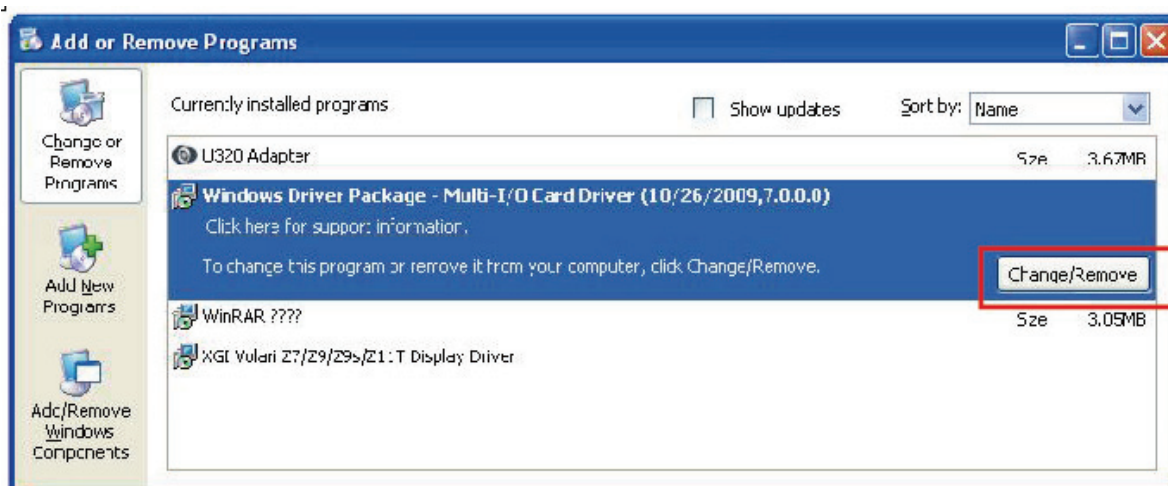 Add or Remove Programs
Change or
Remove
Programs
Add New
Programs
Add/Remove
Windows
Components
Currently installed programs
Show updates
Sort by: Name
U320 Adapter Size 3.67MB
Windows Driver Package - Multi-I/O Card Driver (10/26/2009,7.0.0.0)
Click here for support information.
To change this program or remove it from your computer, click Change/Remove.
Change/Remove
WinRAR ???? Size 3.05MB
XGI Volari Z7/Z9/Z9s/Z11T Display Driver